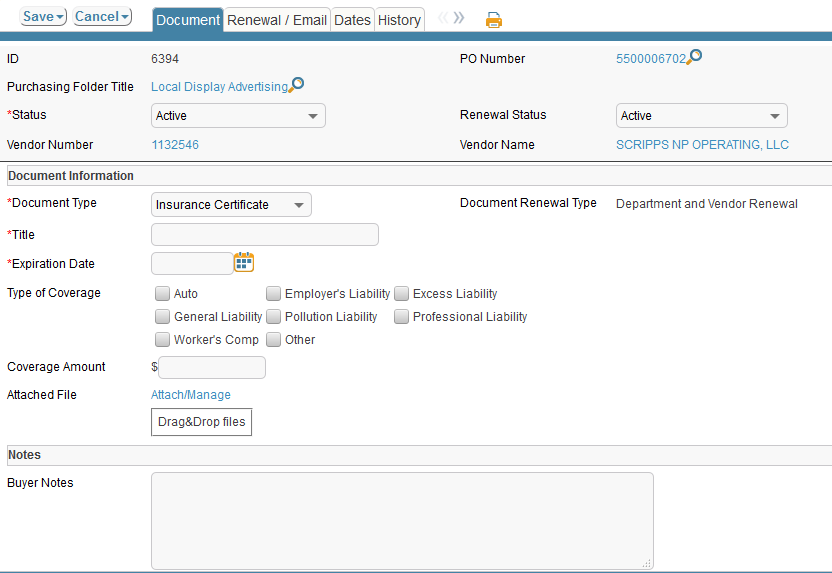 Save Cancel Document Renewal / Email Dates History
ID 6394 PO Number 5500006702
Purchasing Folder Title Local Display Advertising
*Status Active Renewal Status Active
Vendor Number 1132546 Vendor Name SCRIPPS NP OPERATING, LLC
Document Information
*Document Type Insurance Certificate Document Renewal Type Department and Vendor Renewal
*Title
*Expiration Date
Type of Coverage Auto Employer's Liability Excess Liability
General Liability Pollution Liability Professional Liability
Worker's Comp Other
Coverage Amount $
Attached File Attach/Manage
Drag&Drop files
Notes
Buyer Notes